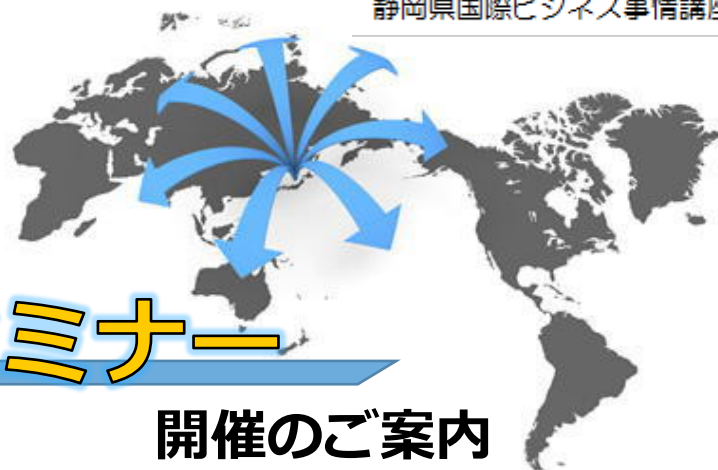 静岡県国際ビジネス事情講座
ミナー
開催のご案内